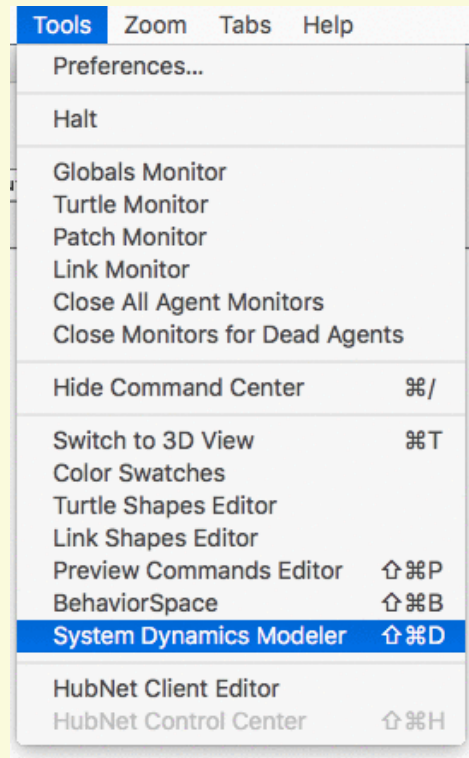 Tools Zoom Tabs Help
Preferences...
Halt
Globals Monitor
Turtle Monitor
Patch Monitor
Link Monitor
Close All Agent Monitors
Close Monitors for Dead Agents
Hide Command Center ⌘/
Switch to 3D View ⌘T
Color Swatches
Turtle Shapes Editor
Link Shapes Editor
Preview Commands Editor ⇧⌘P
BehaviorSpace ⇧⌘B
System Dynamics Modeler ⇧⌘D
HubNet Client Editor
HubNet Control Center ⇧⌘H